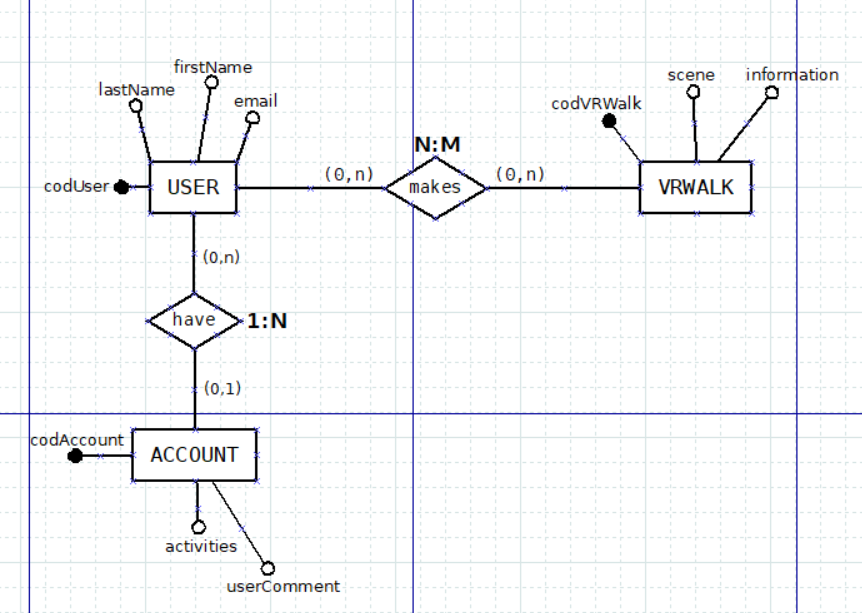 firstName
lastName
email
codUser
USER
(0,n)
N:M
makes
(0,n)
scene
information
codVRWalk
VRWALK
(0,n)
have
1:N
(0,1)
codAccount
ACCOUNT
activities
userComment